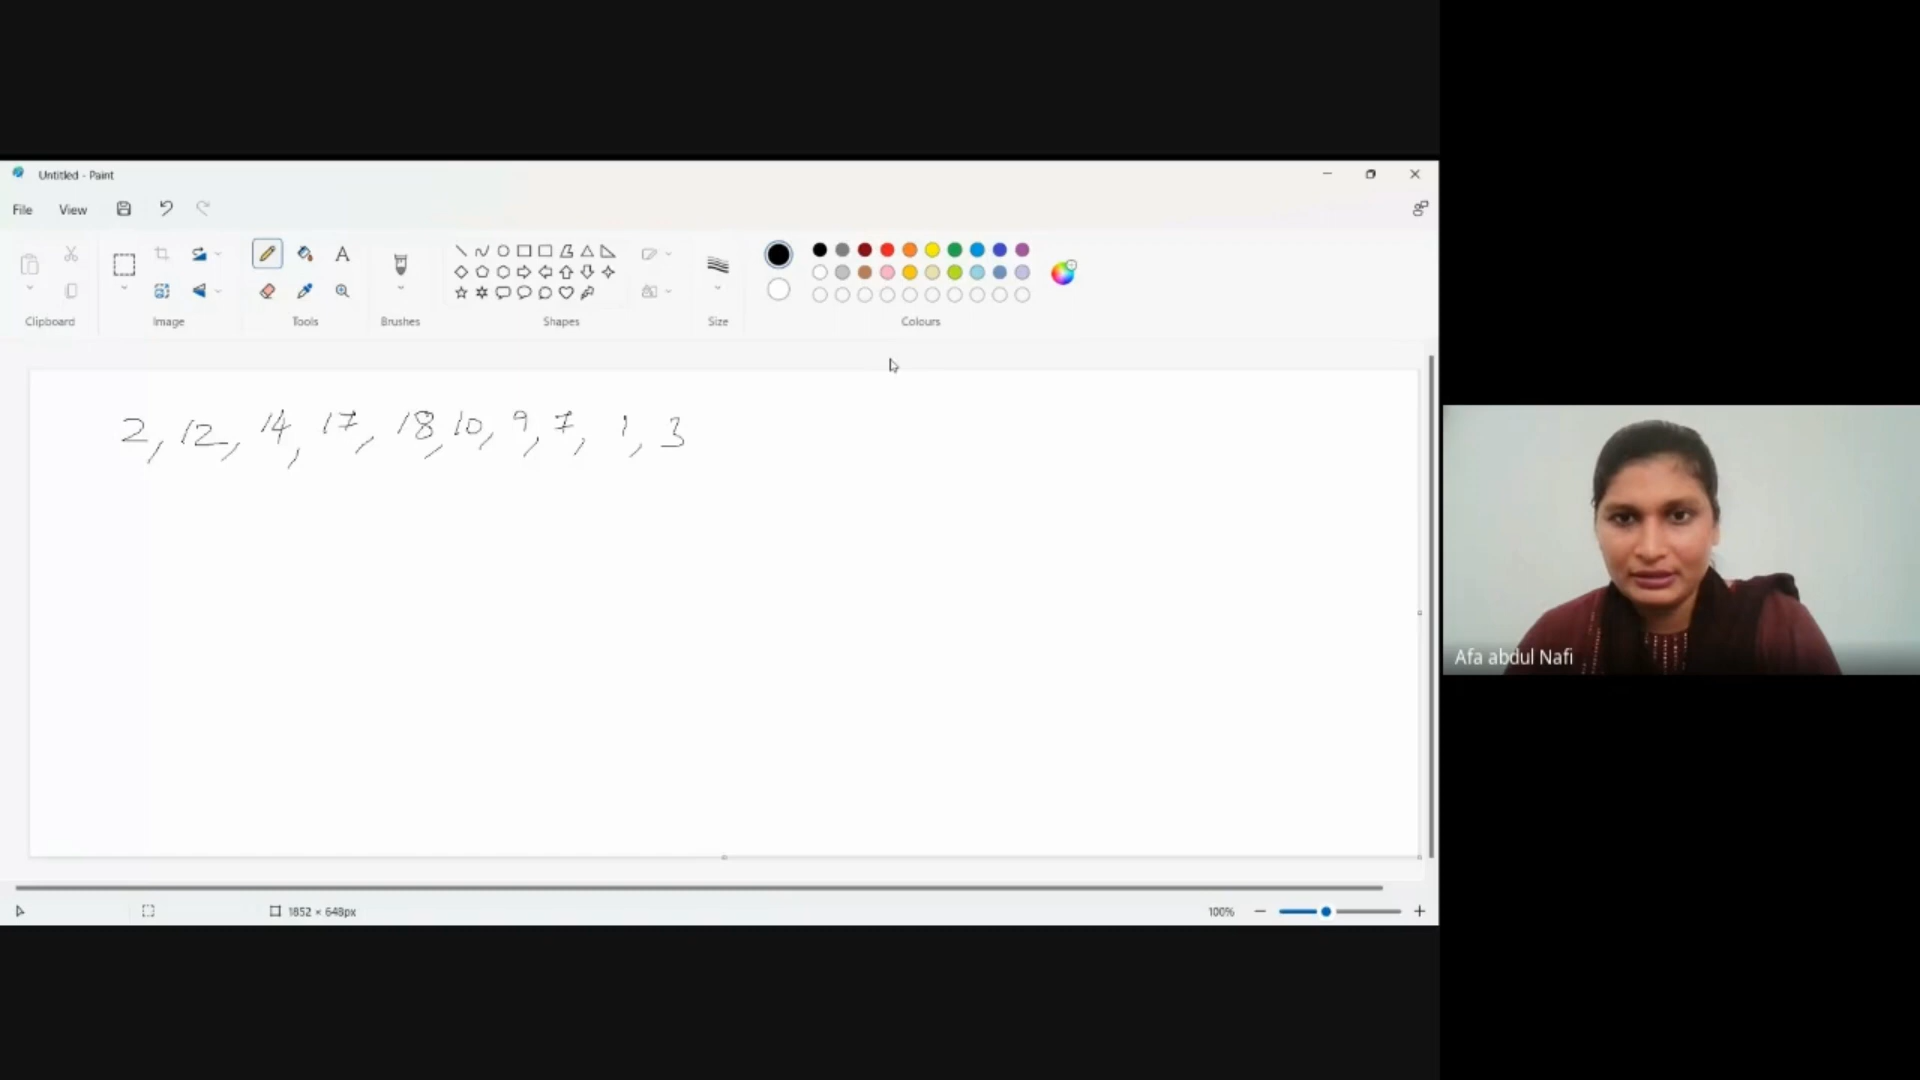 Untitled - Paint
File View
Clipboard Image Tools Brushes Shapes Size Colours
2, 12, 14, 17, 18, 10, 9, 7, 1, 3
Afa abdul Nafi
1852 × 648px 100%